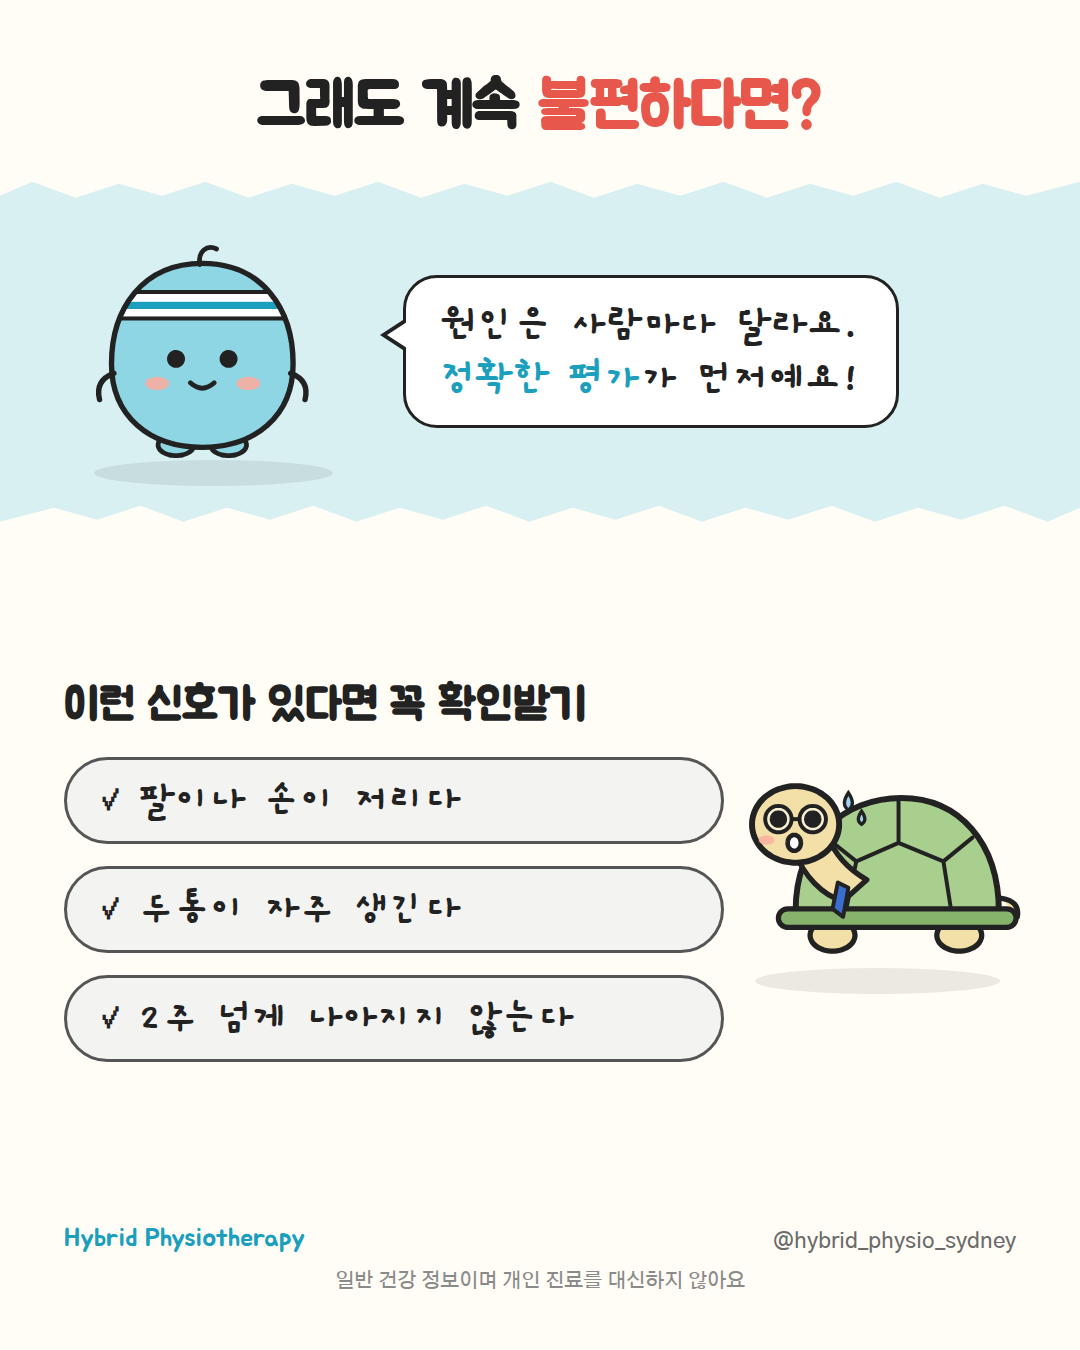 그래도 계속 불편하다면?
원인은 사람마다 달라요.
정확한 평가가 먼저예요!
이런 신호가 있다면 꼭 확인받기
✓ 팔이나 손이 저리다
✓ 두통이 자주 생긴다
✓ 2주 넘게 나아지지 않는다
Hybrid Physiotherapy
@hybrid_physio_sydney
일반 건강 정보이며 개인 진료를 대신하지 않아요